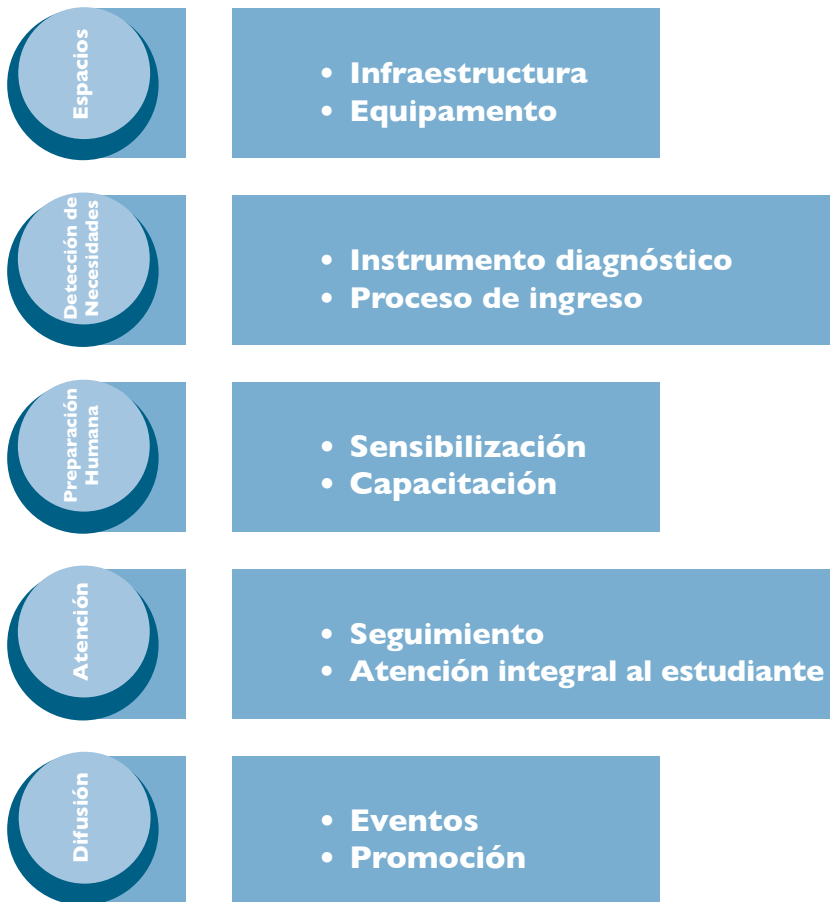 Espacios
• Infraestructura
• Equipamento
Detección de
Necesidades
• Instrumento diagnóstico
• Proceso de ingreso
Preparación
Humana
• Sensibilización
• Capacitación
Atención
• Seguimiento
• Atención integral al estudiante
Difusión
• Eventos
• Promoción